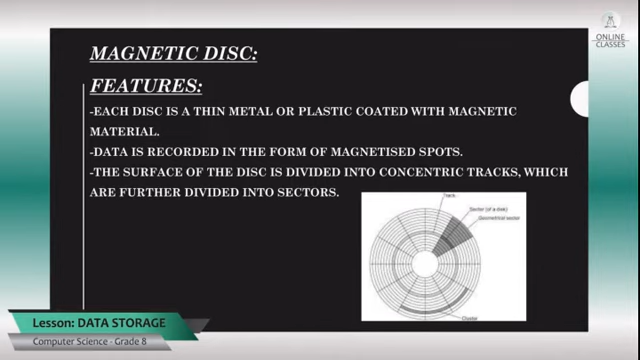 MAGNETIC DISC:
FEATURES:
-EACH DISC IS A THIN METAL OR PLASTIC COATED WITH MAGNETIC
MATERIAL.
-DATA IS RECORDED IN THE FORM OF MAGNETISED SPOTS.
-THE SURFACE OF THE DISC IS DIVIDED INTO CONCENTRIC TRACKS, WHICH
ARE FURTHER DIVIDED INTO SECTORS.
Track
Sector (of a disk)
Geometrical sector
Cluster
ONLINE
CLASSES
Lesson: DATA STORAGE
Computer Science - Grade 8